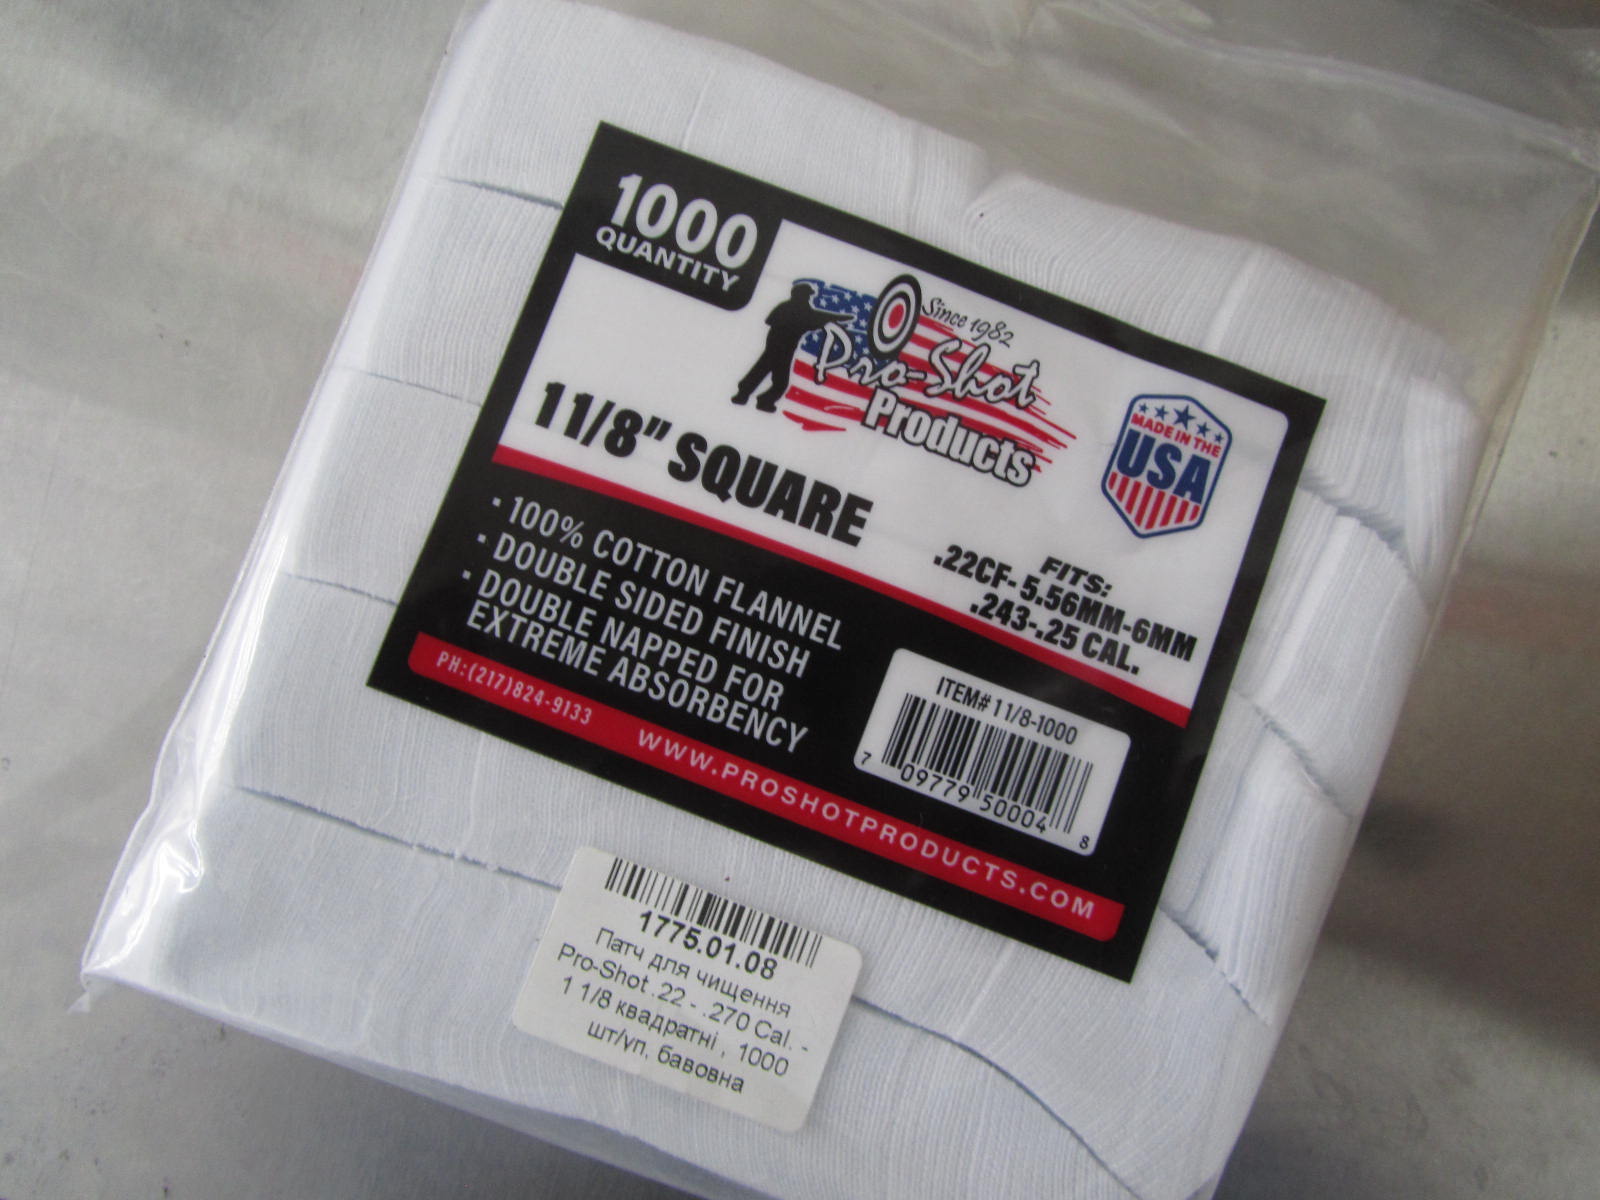 1000
QUANTITY
Since 1982
Pro-Shot
Products
MADE IN THE
USA
1 1/8" SQUARE
FITS:
.22CF-5.56MM-6MM
.243-.25 CAL.
· 100% COTTON FLANNEL
· DOUBLE SIDED FINISH
· DOUBLE NAPPED FOR
EXTREME ABSORBENCY
ITEM# 1 1/8-1000
7 09779 50004 8
PH:(217)824-9133
WWW.PROSHOTPRODUCTS.COM
1775.01.08
Патч для чищення
Pro-Shot .22 - .270 Cal. -
1 1/8 квадратні , 1000
шт/уп, бавовна